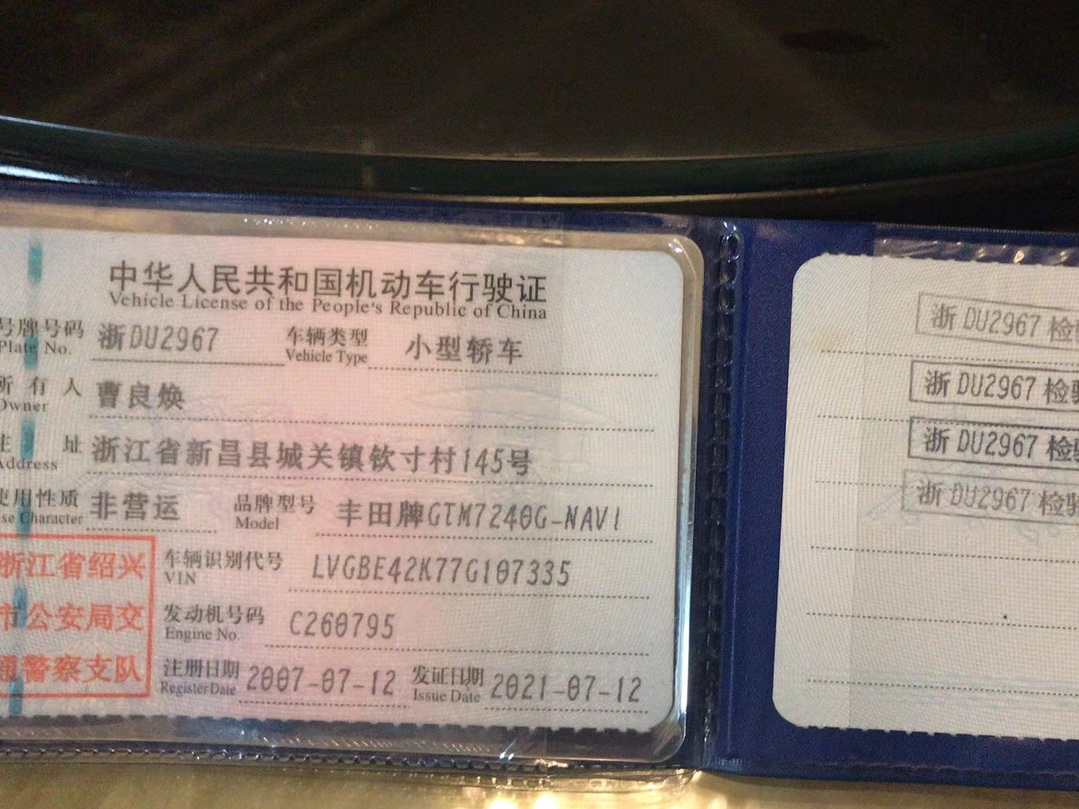 中华人民共和国机动车行驶证
Vehicle License of the People's Republic of China
号牌号码 浙DU2967 车辆类型 小型轿车
Plate No. Vehicle Type
所有人 曹良焕
Owner
住址 浙江省新昌县城关镇钦寸村145号
Address
使用性质 非营运 品牌型号 丰田牌GTM7240G-NAVI
Use Character Model
浙江省绍兴
市公安局交
通警察支队
车辆识别代号 LVGBE42K77G107335
VIN
发动机号码 C260795
Engine No.
注册日期 2007-07-12 发证日期 2021-07-12
Register Date Issue Date
浙DU2967检
浙DU2967检验
浙DU2967检验
浙DU2967检验